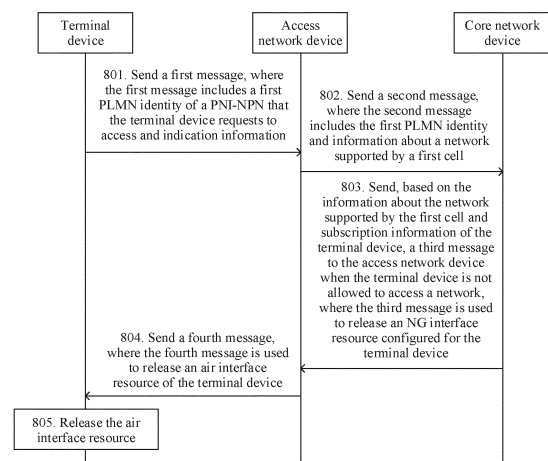 Terminal
device
Access
network device
Core network
device
801. Send a first message, where
the first message includes a first
PLMN identity of a PNI-NPN that
the terminal device requests to
access and indication information
802. Send a second message,
where the second message
includes the first PLMN identity
and information about a network
supported by a first cell
803. Send, based on the
information about the network
supported by the first cell and
subscription information of the
terminal device, a third message
to the access network device
when the terminal device is not
allowed to access a network,
where the third message is used
to release an NG interface
resource configured for the
terminal device
804. Send a fourth message,
where the fourth message is used
to release an air interface
resource of the terminal device
805. Release the air
interface resource